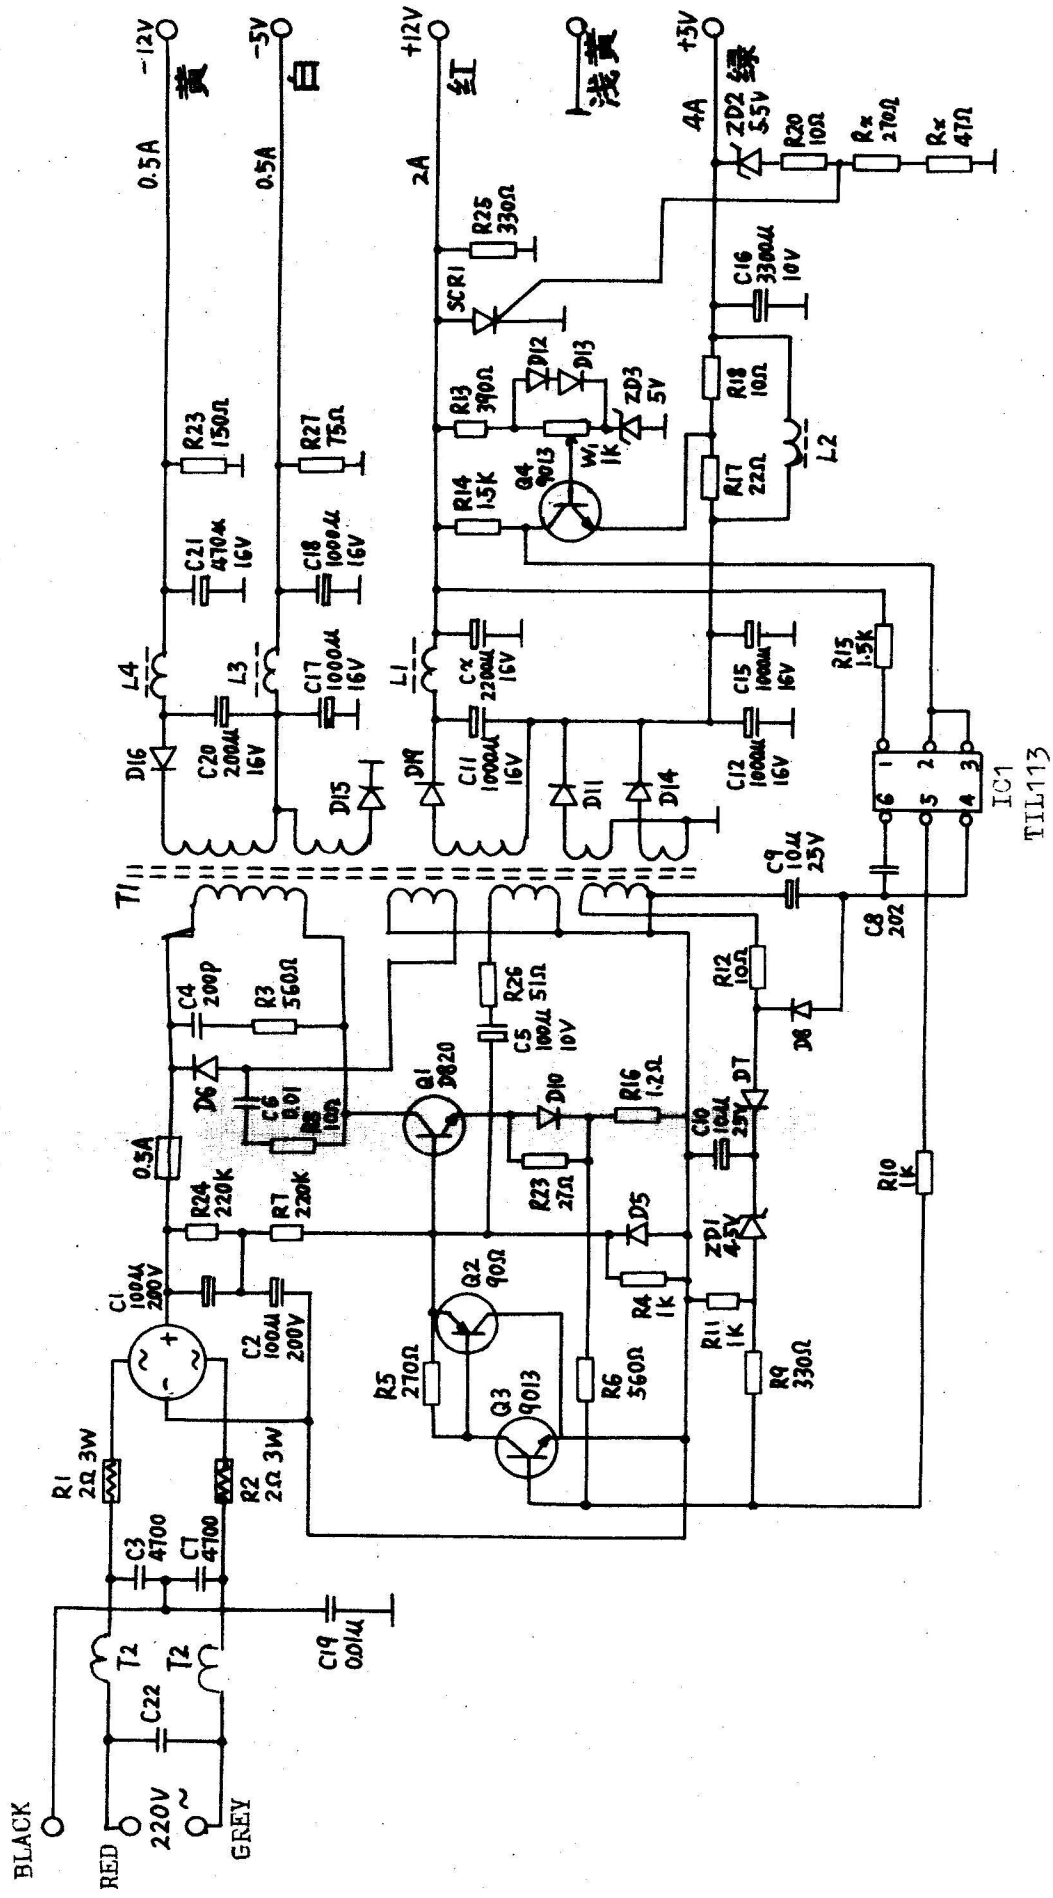 BLACK
RED
220V ~
GREY
C22
T2
T2
C19
0.01µ
C3
4700
C7
4700
R1
2Ω 3W
R2
2Ω 3W
~
~
+
-
C1
100µ
200V
C2
100µ
200V
R24
220K
R7
220K
0.5A
D6
C4
200P
R3
560Ω
C6
0.01
R8
10Ω
T1
Q1
D820
Q2
90Ω
Q3
9013
R5
270Ω
R6
560Ω
R23
27Ω
D10
R16
1.2Ω
R26
51Ω
C5
100µ
10V
D5
R4
1K
R11
1K
R9
330Ω
ZD1
4.5V
C10
10µ
25V
D7
R12
10Ω
D8
C9
10µ
25V
C8
202
R10
1K
IC1
TIL113
1
2
3
4
5
6
R15
1.5K
D16
C20
200µ
16V
L4
C21
470µ
16V
R23
150Ω
0.5A
-12V
黄
D15
L3
C17
1000µ
16V
C18
1000µ
16V
R27
75Ω
0.5A
-5V
白
D19
C11
1000µ
16V
L1
C%
2200µ
16V
R14
1.5K
Q4
9013
R13
390Ω
W1
1K
D12
D13
ZD3
5V
SCR1
R25
330Ω
2A
+12V
红
浅黄
D11
D14
C12
1000µ
16V
C15
1000µ
16V
R17
22Ω
R18
10Ω
L2
C16
3300µ
10V
4A
+5V
绿
ZD2
5.5V
R20
10Ω
R%
270Ω
R%
47Ω